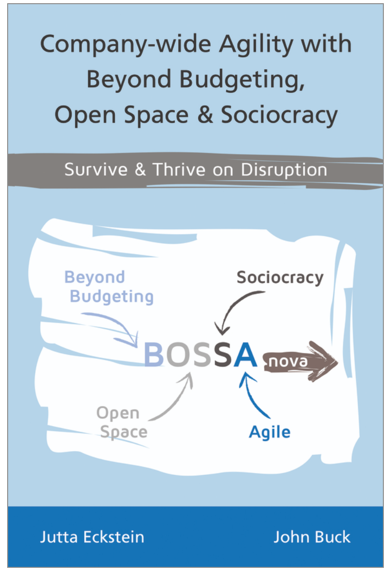 Company-wide Agility with
Beyond Budgeting,
Open Space & Sociocracy
Survive & Thrive on Disruption
Beyond
Budgeting
Sociocracy
BOSSA nova
Open
Space
Agile
Jutta Eckstein
John Buck